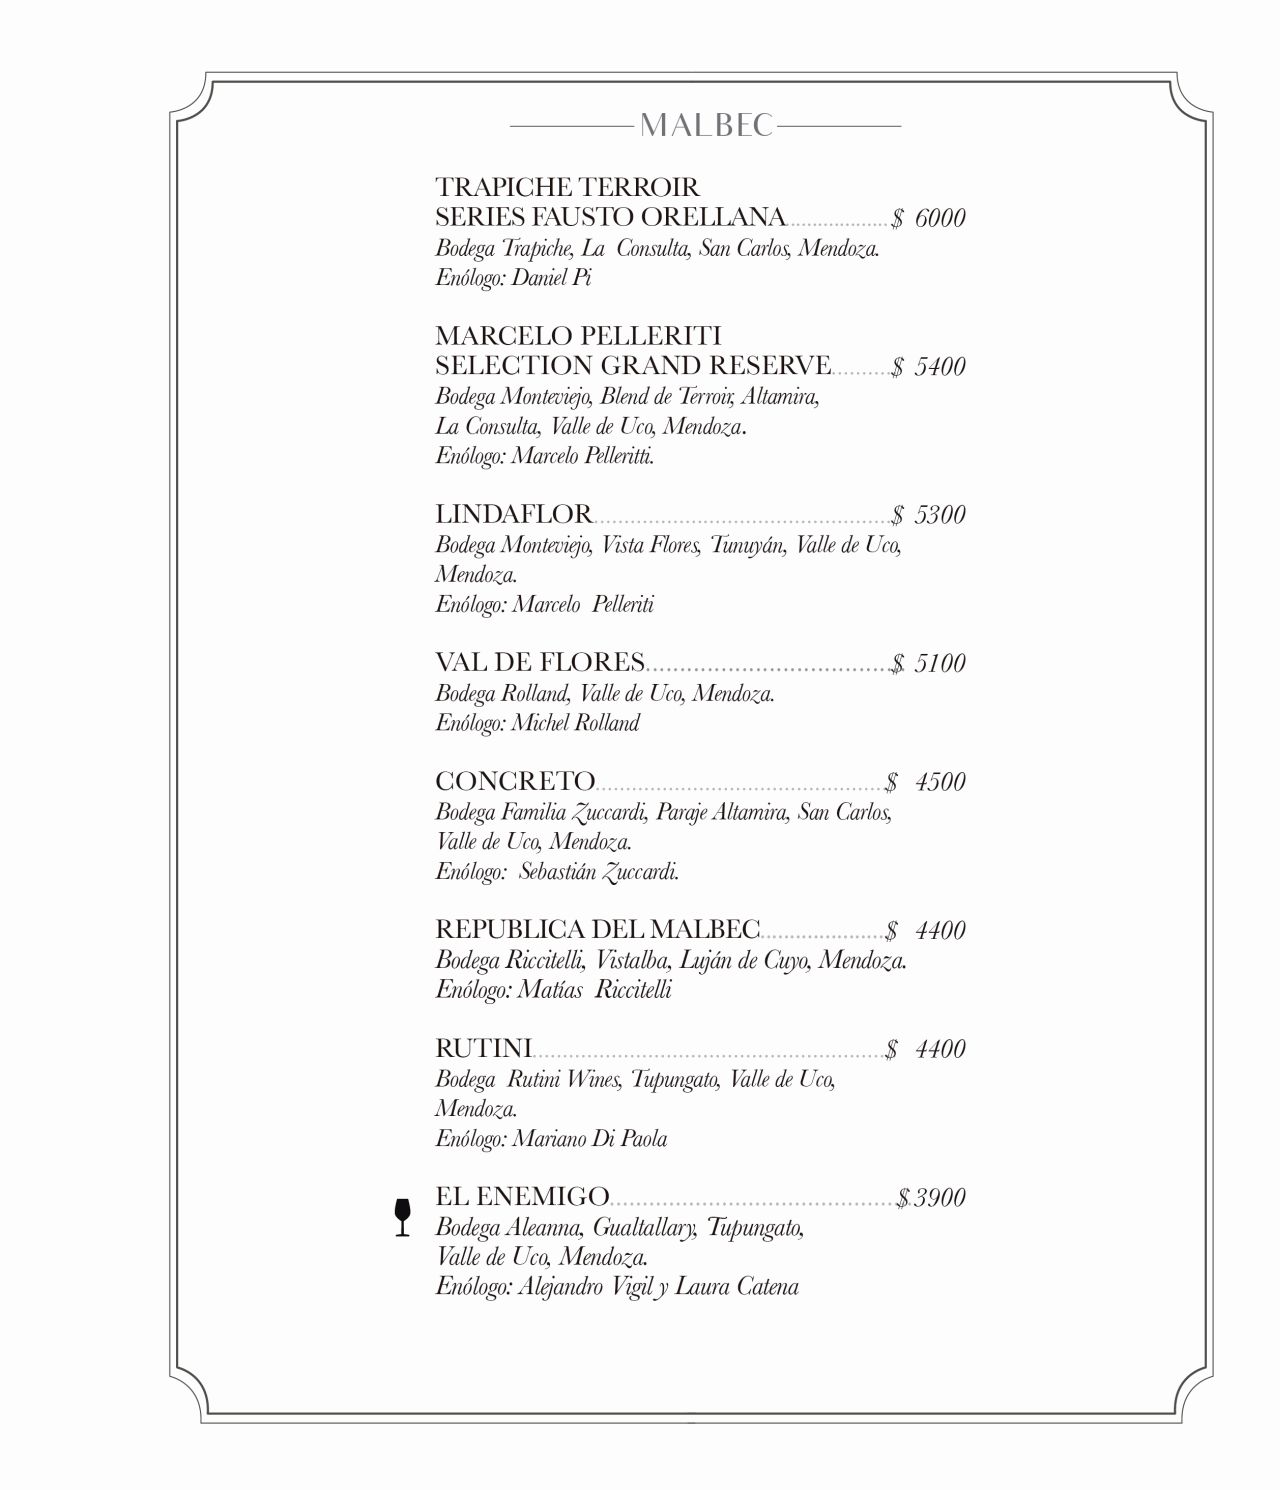 MALBEC
TRAPICHE TERROIR
SERIES FAUSTO ORELLANA..................$ 6000
Bodega Trapiche, La Consulta, San Carlos, Mendoza.
Enólogo: Daniel Pi
MARCELO PELLERITI
SELECTION GRAND RESERVE..........$ 5400
Bodega Monteviejo, Blend de Terroir, Altamira,
La Consulta, Valle de Uco, Mendoza.
Enólogo: Marcelo Pelleritti.
LINDAFLOR....................................................$ 5300
Bodega Monteviejo, Vista Flores, Tunuyán, Valle de Uco,
Mendoza.
Enólogo: Marcelo Pelleriti
VAL DE FLORES....................................$ 5100
Bodega Rolland, Valle de Uco, Mendoza.
Enólogo: Michel Rolland
CONCRETO..................................................$ 4500
Bodega Familia Zuccardi, Paraje Altamira, San Carlos,
Valle de Uco, Mendoza.
Enólogo: Sebastián Zuccardi.
REPUBLICA DEL MALBEC......................$ 4400
Bodega Riccitelli, Vistalba, Luján de Cuyo, Mendoza.
Enólogo: Matías Riccitelli
RUTINI..............................................................$ 4400
Bodega Rutini Wines, Tupungato, Valle de Uco,
Mendoza.
Enólogo: Mariano Di Paola
EL ENEMIGO..............................................$ 3900
Bodega Aleanna, Gualtallary, Tupungato,
Valle de Uco, Mendoza.
Enólogo: Alejandro Vigil y Laura Catena